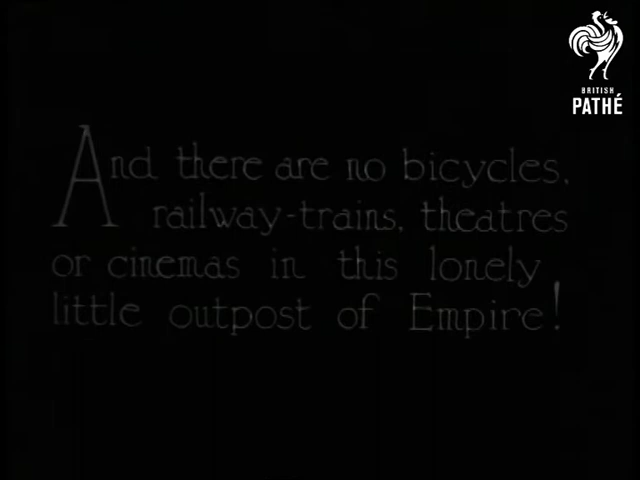 BRITISH
PATHÉ
And there are no bicycles,
railway-trains, theatres
or cinemas in this lonely
little outpost of Empire!